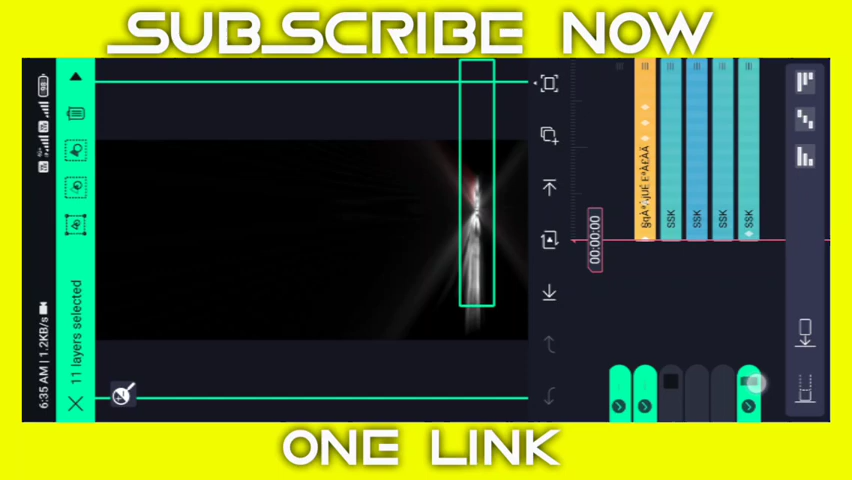 SUBSCRIBE NOW
6:35 AM | 1.2KB/s
11 layers selected
00:00:00
SSK
SSK
SSK
SSK
ONE LINK